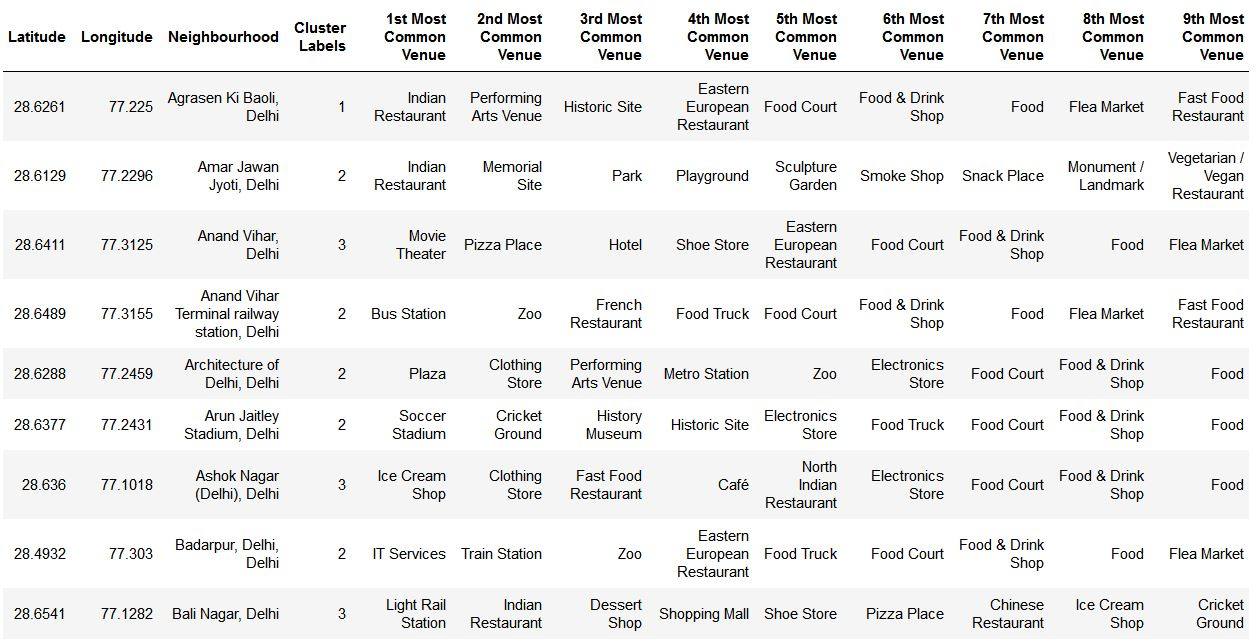 Latitude Longitude Neighbourhood Cluster Labels 1st Most Common Venue 2nd Most Common Venue 3rd Most Common Venue 4th Most Common Venue 5th Most Common Venue 6th Most Common Venue 7th Most Common Venue 8th Most Common Venue 9th Most Common Venue
28.6261 77.225 Agrasen Ki Baoli, Delhi 1 Indian Restaurant Performing Arts Venue Historic Site Eastern European Restaurant Food Court Food & Drink Shop Food Flea Market Fast Food Restaurant
28.6129 77.2296 Amar Jawan Jyoti, Delhi 2 Indian Restaurant Memorial Site Park Playground Sculpture Garden Smoke Shop Snack Place Monument / Landmark Vegetarian / Vegan Restaurant
28.6411 77.3125 Anand Vihar, Delhi 3 Movie Theater Pizza Place Hotel Shoe Store Eastern European Restaurant Food Court Food & Drink Shop Food Flea Market
28.6489 77.3155 Anand Vihar Terminal railway station, Delhi 2 Bus Station Zoo French Restaurant Food Truck Food Court Food & Drink Shop Food Flea Market Fast Food Restaurant
28.6288 77.2459 Architecture of Delhi, Delhi 2 Plaza Clothing Store Performing Arts Venue Metro Station Zoo Electronics Store Food Court Food & Drink Shop Food
28.6377 77.2431 Arun Jaitley Stadium, Delhi 2 Soccer Stadium Cricket Ground History Museum Historic Site Electronics Store Food Truck Food Court Food & Drink Shop Food
28.636 77.1018 Ashok Nagar (Delhi), Delhi 3 Ice Cream Shop Clothing Store Fast Food Restaurant Café North Indian Restaurant Electronics Store Food Court Food & Drink Shop Food
28.4932 77.303 Badarpur, Delhi, Delhi 2 IT Services Train Station Zoo Eastern European Restaurant Food Truck Food Court Food & Drink Shop Food Flea Market
28.6541 77.1282 Bali Nagar, Delhi 3 Light Rail Station Indian Restaurant Dessert Shop Shopping Mall Shoe Store Pizza Place Chinese Restaurant Ice Cream Shop Cricket Ground